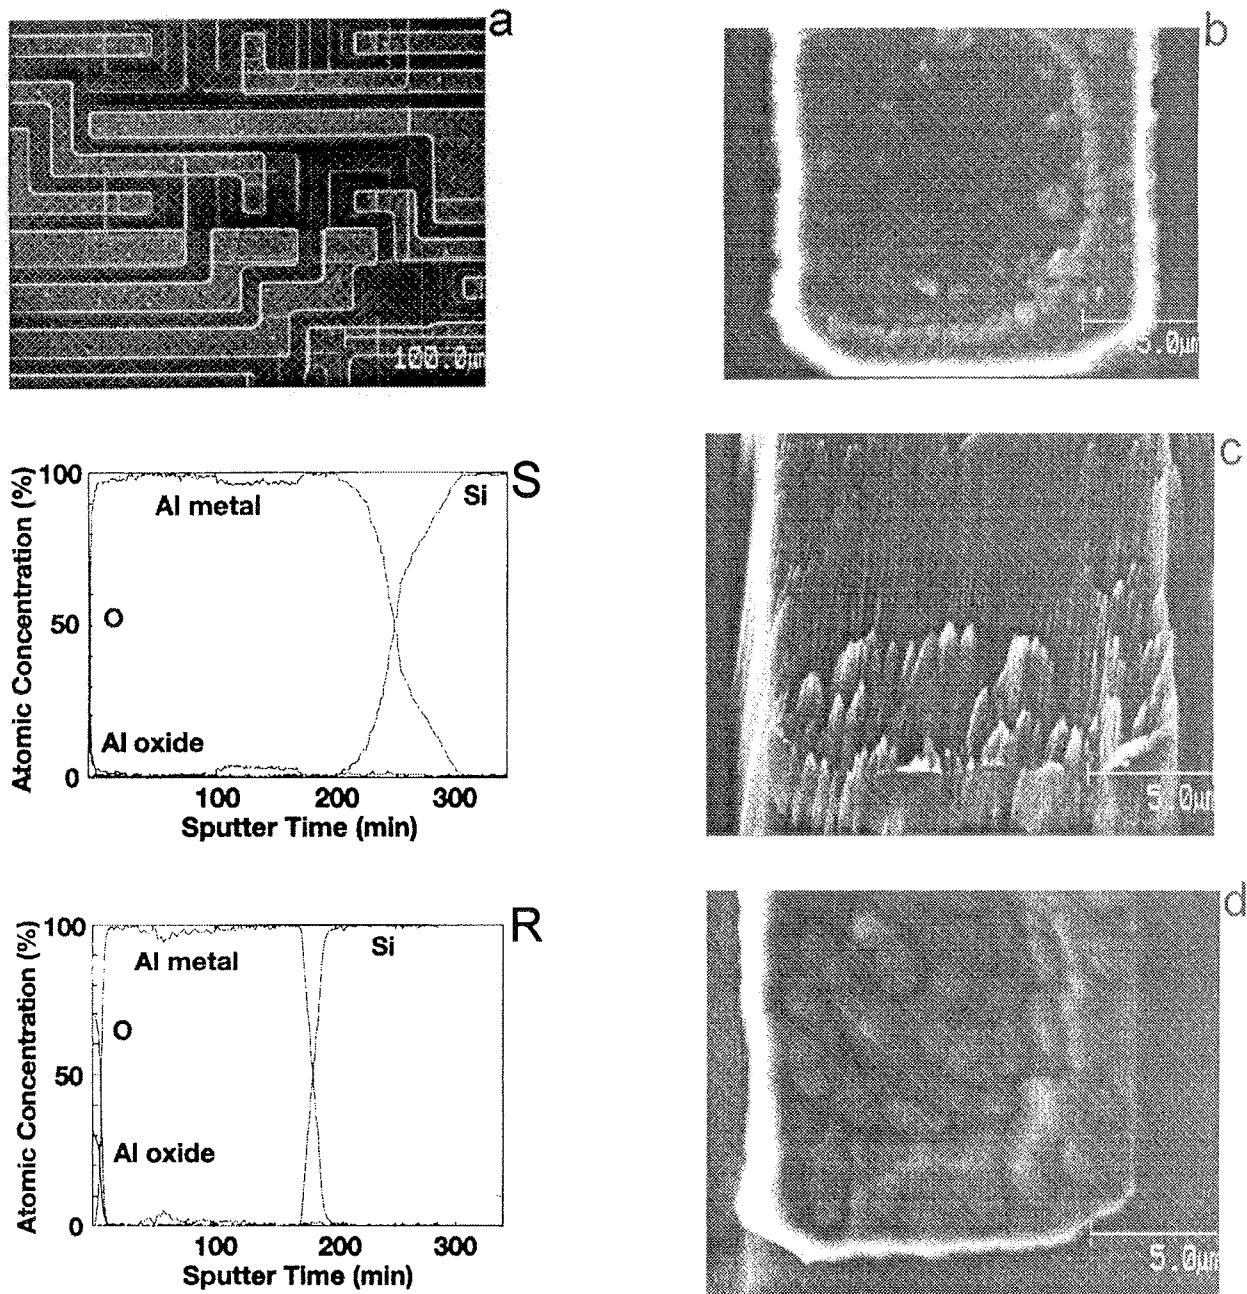 a
100.0µm
b
5.0µm
S
Atomic Concentration (%)
100
50
0
Al metal
Si
O
Al oxide
100 200 300
Sputter Time (min)
c
5.0µm
R
Atomic Concentration (%)
100
50
0
Al metal
Si
O
Al oxide
100 200 300
Sputter Time (min)
d
5.0µm